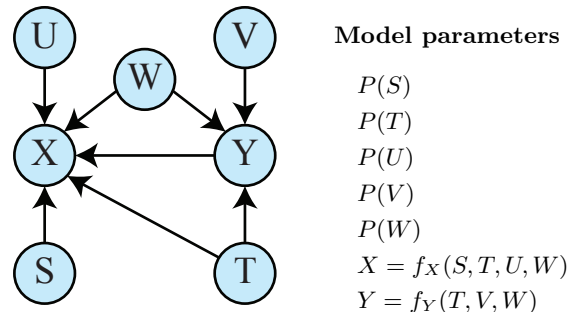 U
V
Model parameters
W
P(S)
P(T)
X
Y
P(U)
P(V)
P(W)
S
T
X = f_X(S, T, U, W)
Y = f_Y(T, V, W)